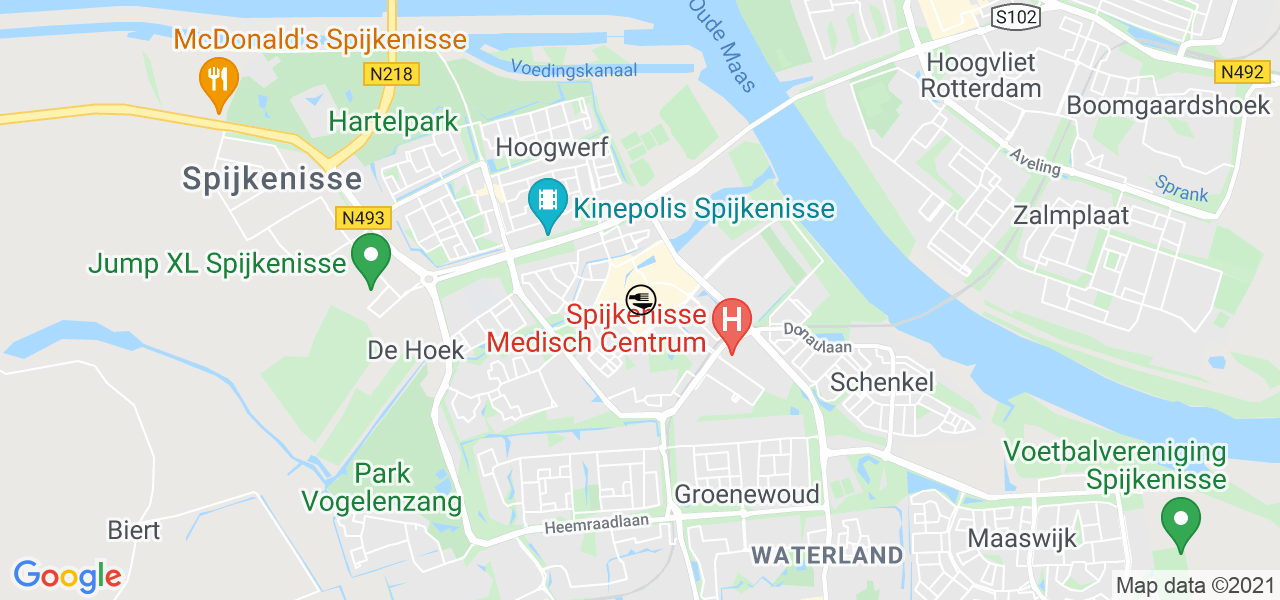 S102
Oude Maas
McDonald's Spijkenisse
N218
Voedingskanaal
Hoogvliet
Rotterdam
N492
Boomgaardshoek
Hartelpark
Hoogwerf
Aveling
Spijkenisse
Sprank
N493
Kinepolis Spijkenisse
Zalmplaat
Jump XL Spijkenisse
Spijkenisse
Medisch Centrum
H
Donaulaan
De Hoek
Schenkel
Voetbalvereniging
Spijkenisse
Park
Vogelenzang
Groenewoud
Heemraadlaan
Biert
Maaswijk
WATERLAND
Google
Map data ©2021